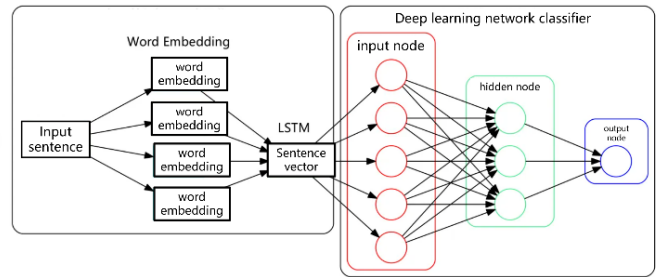 Deep learning network classifier
Word Embedding
input node
word
embedding
hidden node
word
embedding
LSTM
output
node
Input
sentence
Sentence
vector
word
embedding
word
embedding